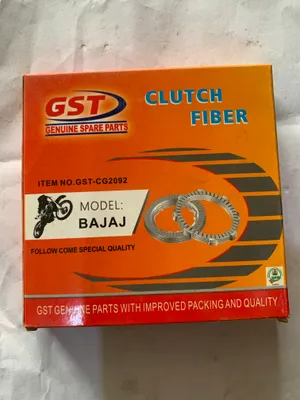 GST
GENUINE SPARE PARTS
CLUTCH
FIBER
ITEM NO.GST-CG2092
MODEL:
BAJAJ
FOLLOW COME SPECIAL QUALITY
GST GENUINE PARTS WITH IMPROVED PACKING AND QUALITY